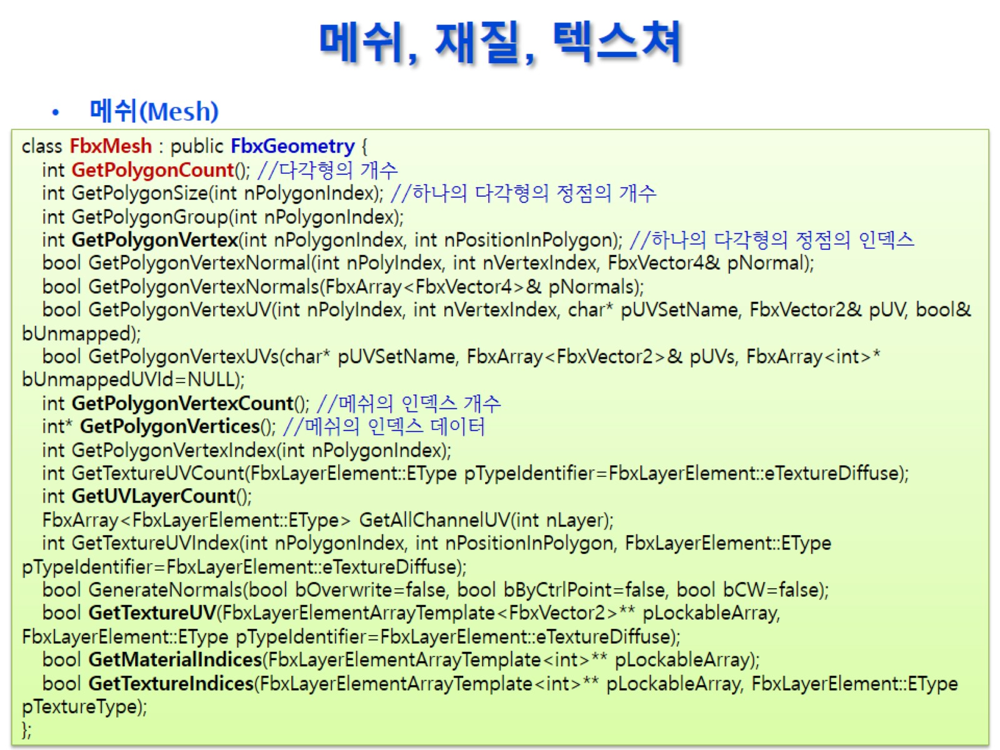 메쉬, 재질, 텍스쳐
• 메쉬(Mesh)
class FbxMesh : public FbxGeometry {
int GetPolygonCount(); //다각형의 개수
int GetPolygonSize(int nPolygonIndex); //하나의 다각형의 정점의 개수
int GetPolygonGroup(int nPolygonIndex);
int GetPolygonVertex(int nPolygonIndex, int nPositionInPolygon); //하나의 다각형의 정점의 인덱스
bool GetPolygonVertexNormal(int nPolyIndex, int nVertexIndex, FbxVector4& pNormal);
bool GetPolygonVertexNormals(FbxArray<FbxVector4>& pNormals);
bool GetPolygonVertexUV(int nPolyIndex, int nVertexIndex, char* pUVSetName, FbxVector2& pUV, bool&
bUnmapped);
bool GetPolygonVertexUVs(char* pUVSetName, FbxArray<FbxVector2>& pUVs, FbxArray<int>*
bUnmappedUVId=NULL);
int GetPolygonVertexCount(); //메쉬의 인덱스 개수
int* GetPolygonVertices(); //메쉬의 인덱스 데이터
int GetPolygonVertexIndex(int nPolygonIndex);
int GetTextureUVCount(FbxLayerElement::EType pTypeIdentifier=FbxLayerElement::eTextureDiffuse);
int GetUVLayerCount();
FbxArray<FbxLayerElement::EType> GetAllChannelUV(int nLayer);
int GetTextureUVIndex(int nPolygonIndex, int nPositionInPolygon, FbxLayerElement::EType
pTypeIdentifier=FbxLayerElement::eTextureDiffuse);
bool GenerateNormals(bool bOverwrite=false, bool bByCtrlPoint=false, bool bCW=false);
bool GetTextureUV(FbxLayerElementArrayTemplate<FbxVector2>** pLockableArray,
FbxLayerElement::EType pTypeIdentifier=FbxLayerElement::eTextureDiffuse);
bool GetMaterialIndices(FbxLayerElementArrayTemplate<int>** pLockableArray);
bool GetTextureIndices(FbxLayerElementArrayTemplate<int>** pLockableArray, FbxLayerElement::EType
pTextureType);
};